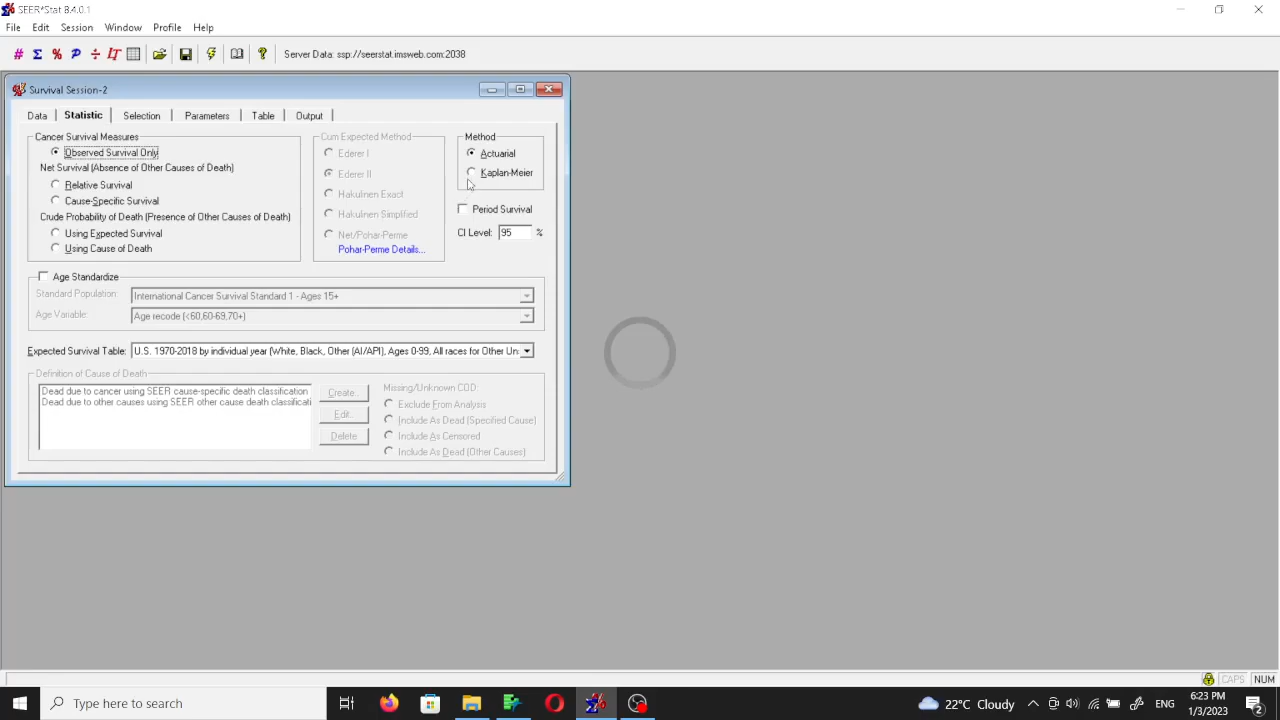 SEER*Stat 8.4.0.1
File Edit Session Window Profile Help
# Σ % P ÷ LT Server Data: ssp://seerstat.imsweb.com:2038
Survival Session-2
Data Statistic Selection Parameters Table Output
Cancer Survival Measures
Observed Survival Only
Net Survival (Absence of Other Causes of Death)
Relative Survival
Cause-Specific Survival
Crude Probability of Death (Presence of Other Causes of Death)
Using Expected Survival
Using Cause of Death
Cum Expected Method
Ederer I
Ederer II
Hakulinen Exact
Hakulinen Simplified
Net/Pohar-Perme
Pohar-Perme Details...
Method
Actuarial
Kaplan-Meier
Period Survival
CI Level: 95 %
Age Standardize
Standard Population: International Cancer Survival Standard 1 - Ages 15+
Age Variable: Age recode (<60,60-69,70+)
Expected Survival Table: U.S. 1970-2018 by individual year (White, Black, Other (AI/API), Ages 0-99, All races for Other Un
Definition of Cause of Death
Dead due to cancer using SEER cause-specific death classification
Dead due to other causes using SEER other cause death classificati
Create...
Edit...
Delete
Missing/Unknown COD:
Exclude From Analysis
Include As Dead (Specified Cause)
Include As Censored
Include As Dead (Other Causes)
CAPS NUM
Type here to search
22°C Cloudy
ENG
6:23 PM
1/3/2023
2